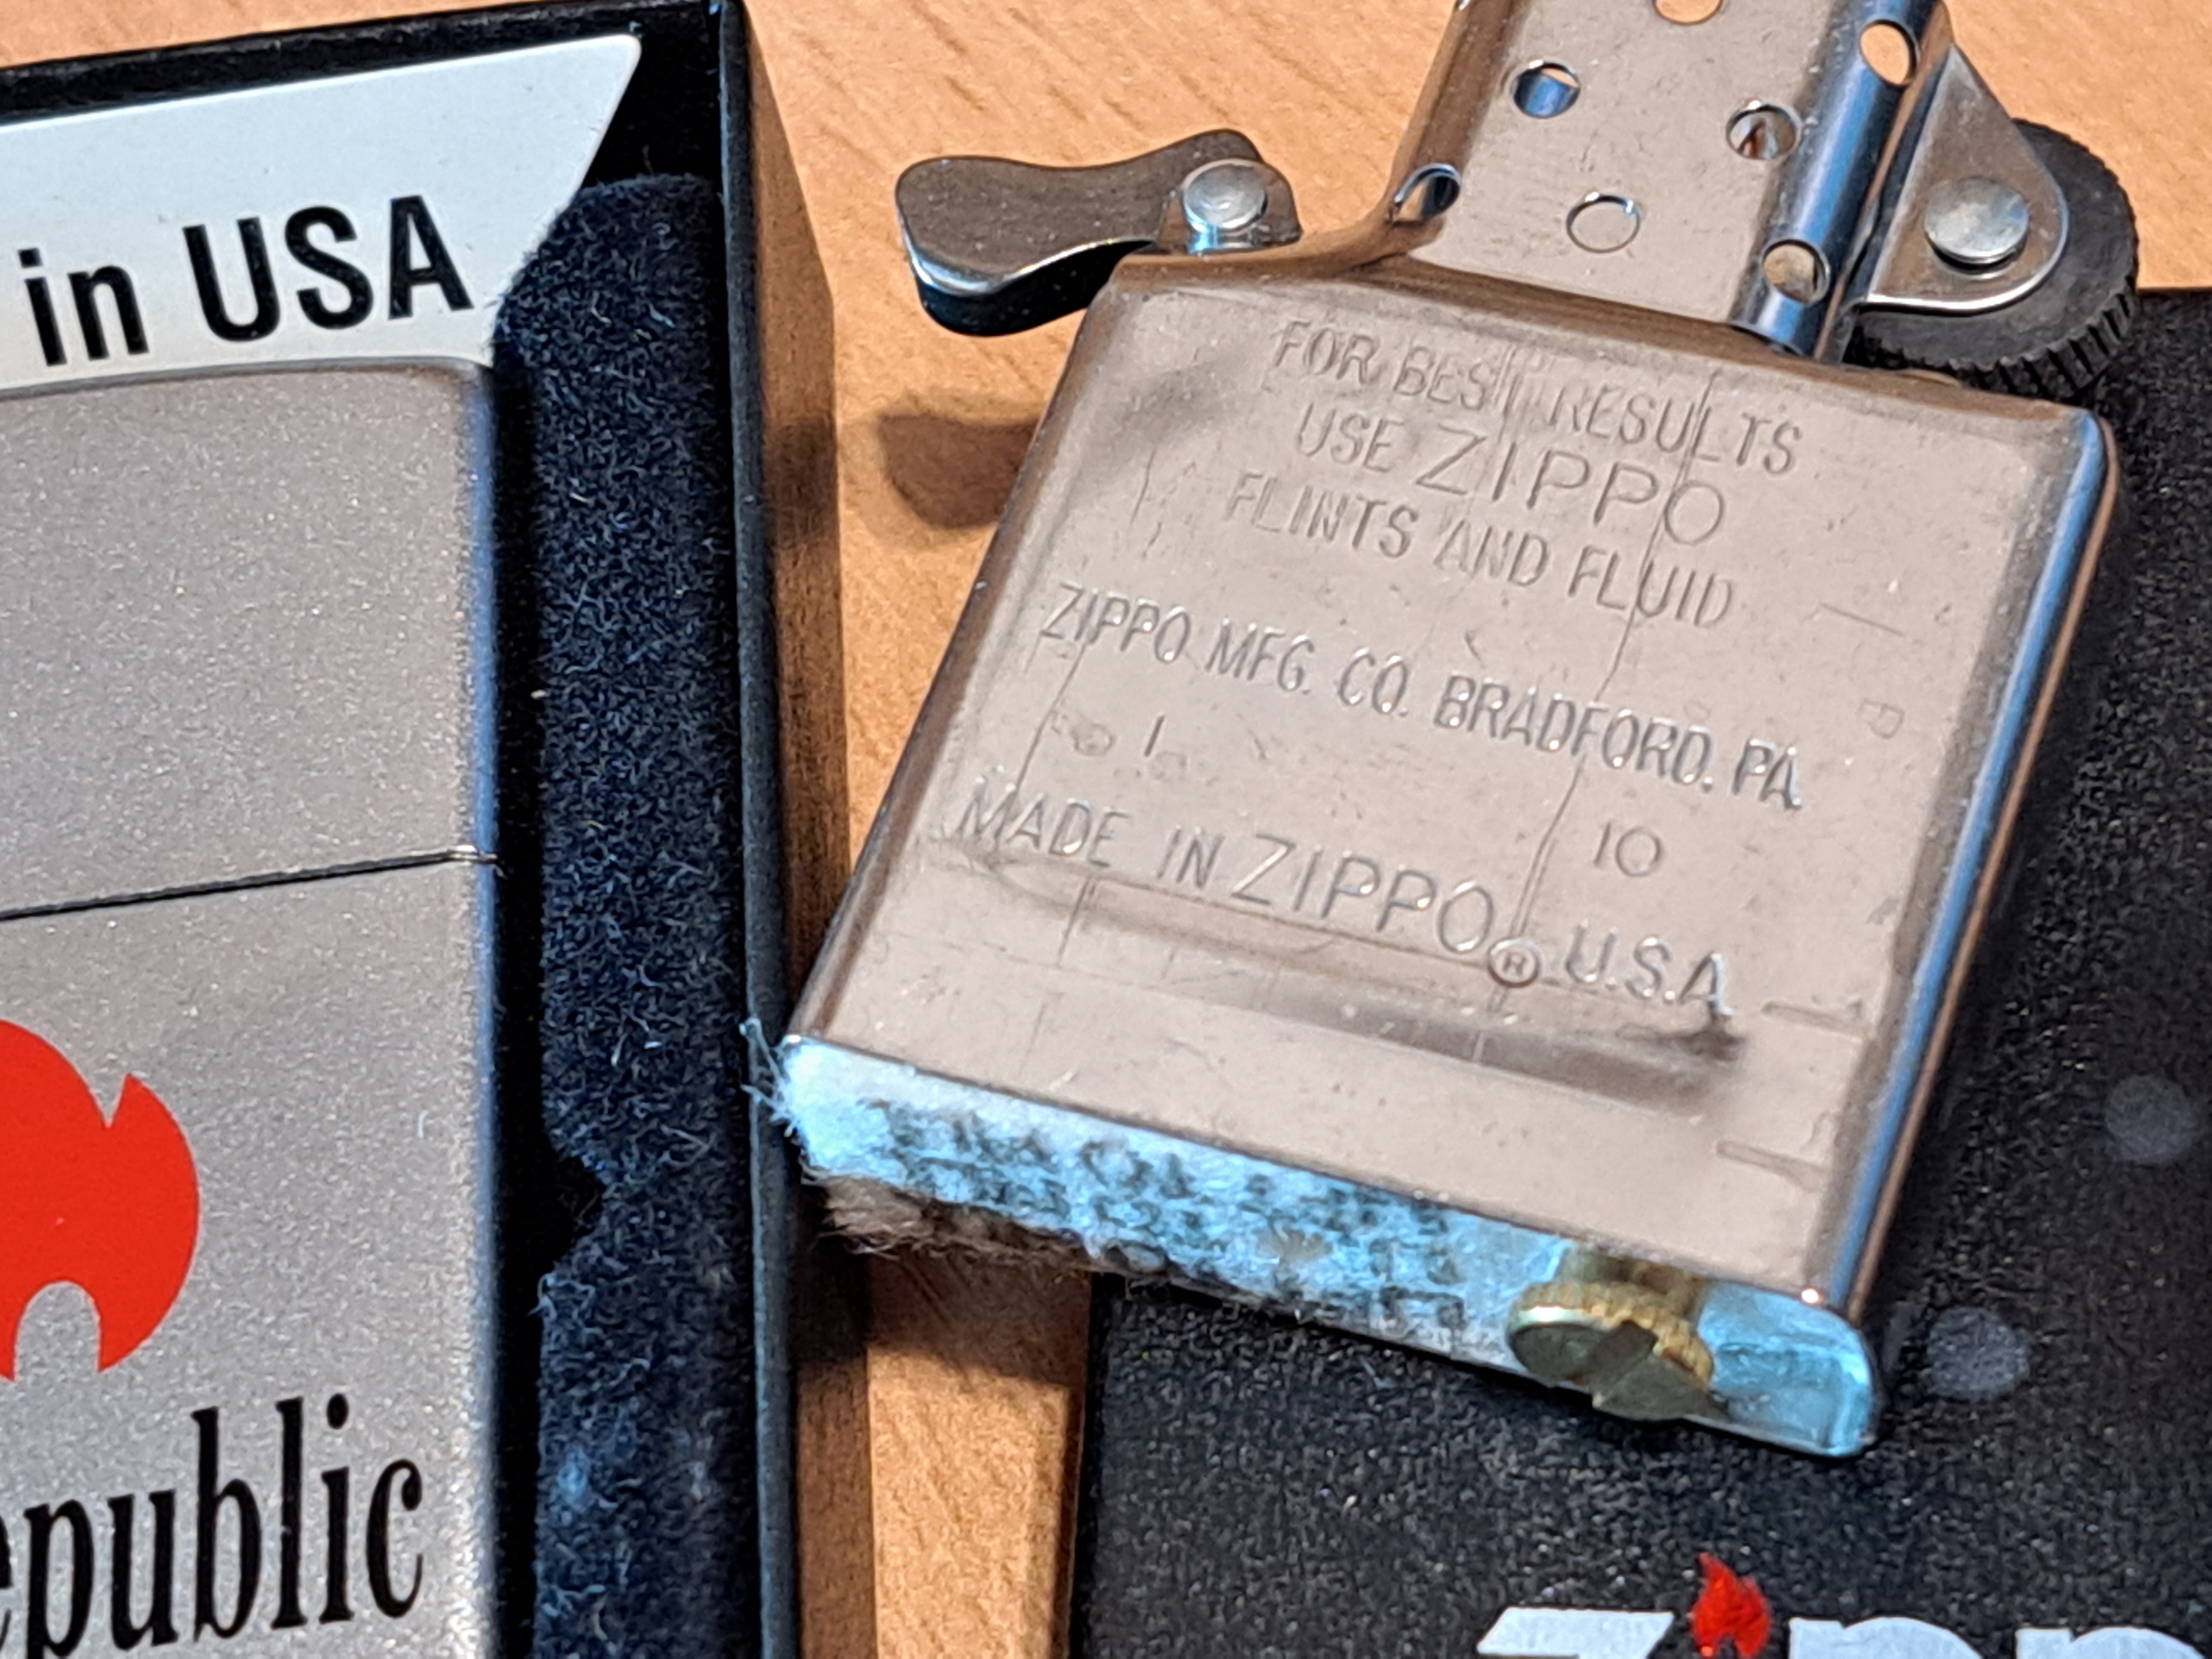 in USA
FOR BEST RESULTS
USE ZIPPO
FLINTS AND FLUID
ZIPPO MFG. CO. BRADFORD. PA.
10
MADE IN ZIPPO® U.S.A.
epublic
Zipp